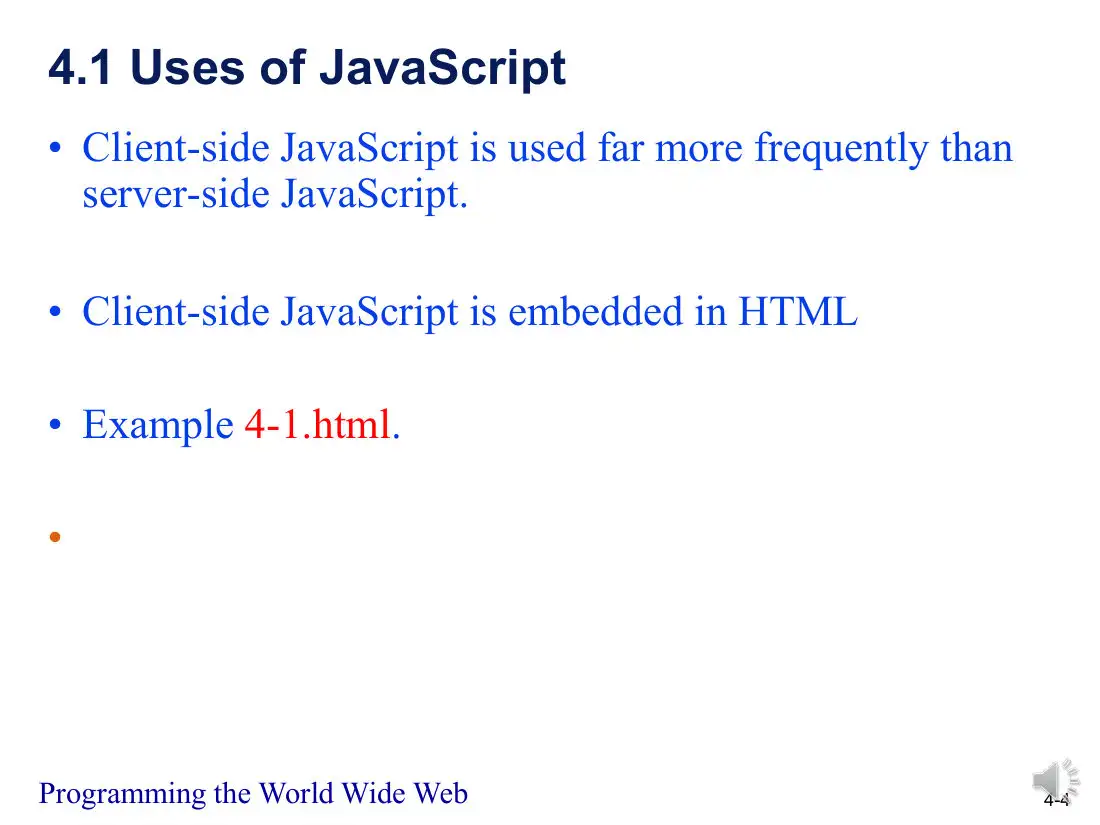 4.1 Uses of JavaScript
• Client-side JavaScript is used far more frequently than
server-side JavaScript.
• Client-side JavaScript is embedded in HTML
• Example 4-1.html.
•
Programming the World Wide Web
4-4